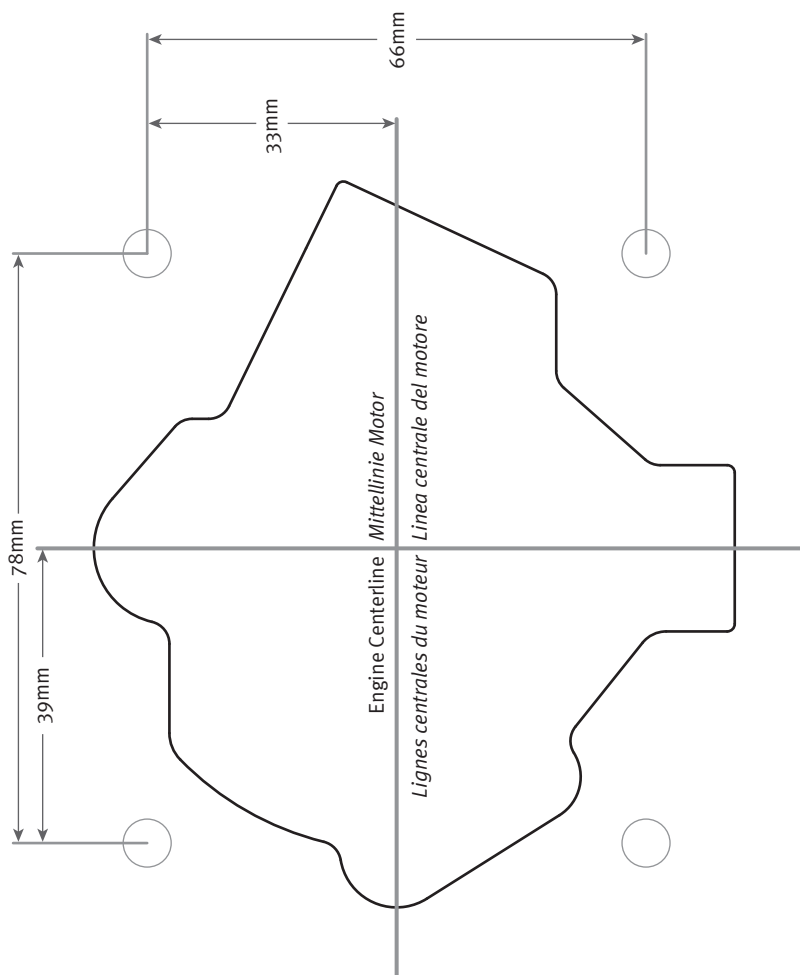 66mm
33mm
78mm
39mm
Engine Centerline Mittellinie Motor
Lignes centrales du moteur Linea centrale del motore